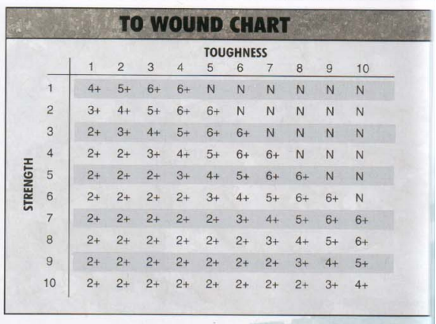 TO WOUND CHART
TOUGHNESS
1 2 3 4 5 6 7 8 9 10
STRENGTH
1 4+ 5+ 6+ 6+ N N N N N N
2 3+ 4+ 5+ 6+ 6+ N N N N N
3 2+ 3+ 4+ 5+ 6+ 6+ N N N N
4 2+ 2+ 3+ 4+ 5+ 6+ 6+ N N N
5 2+ 2+ 2+ 3+ 4+ 5+ 6+ 6+ N N
6 2+ 2+ 2+ 2+ 3+ 4+ 5+ 6+ 6+ N
7 2+ 2+ 2+ 2+ 2+ 3+ 4+ 5+ 6+ 6+
8 2+ 2+ 2+ 2+ 2+ 2+ 3+ 4+ 5+ 6+
9 2+ 2+ 2+ 2+ 2+ 2+ 2+ 3+ 4+ 5+
10 2+ 2+ 2+ 2+ 2+ 2+ 2+ 2+ 3+ 4+